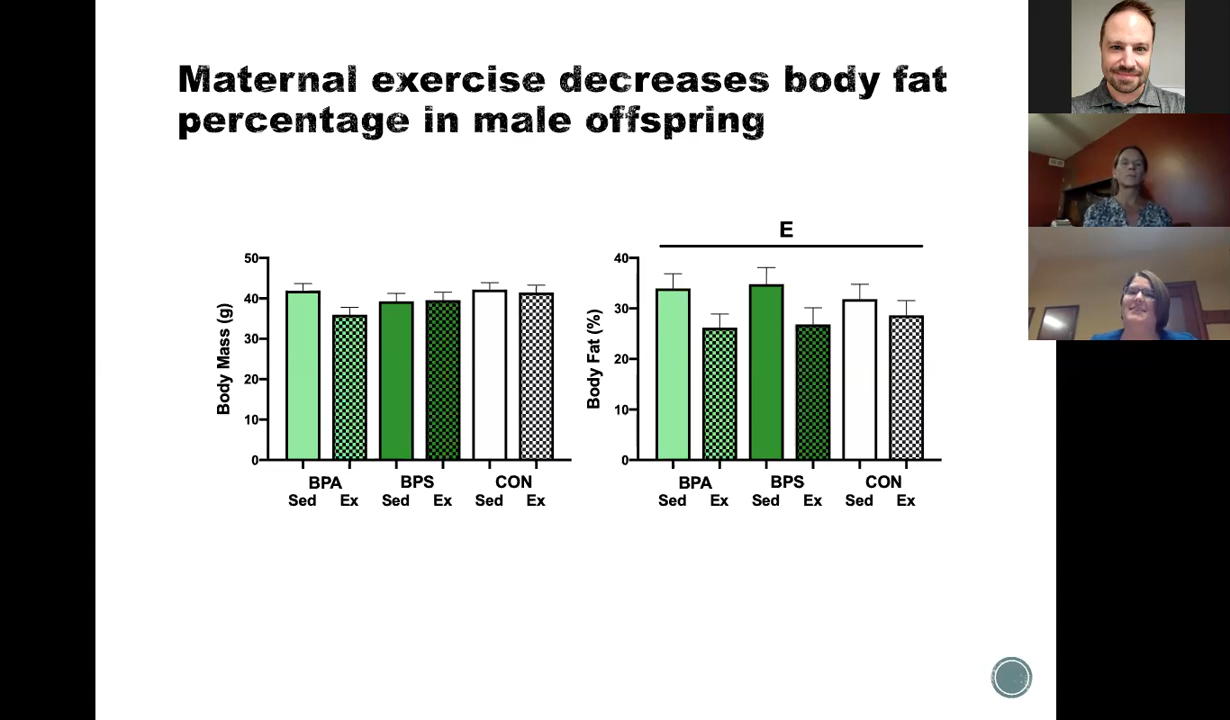 Maternal exercise decreases body fat
percentage in male offspring
Body Mass (g)
50
40
30
20
10
0
BPA
BPS
CON
Sed Ex Sed Ex Sed Ex
E
Body Fat (%)
40
30
20
10
0
BPA
BPS
CON
Sed Ex Sed Ex Sed Ex